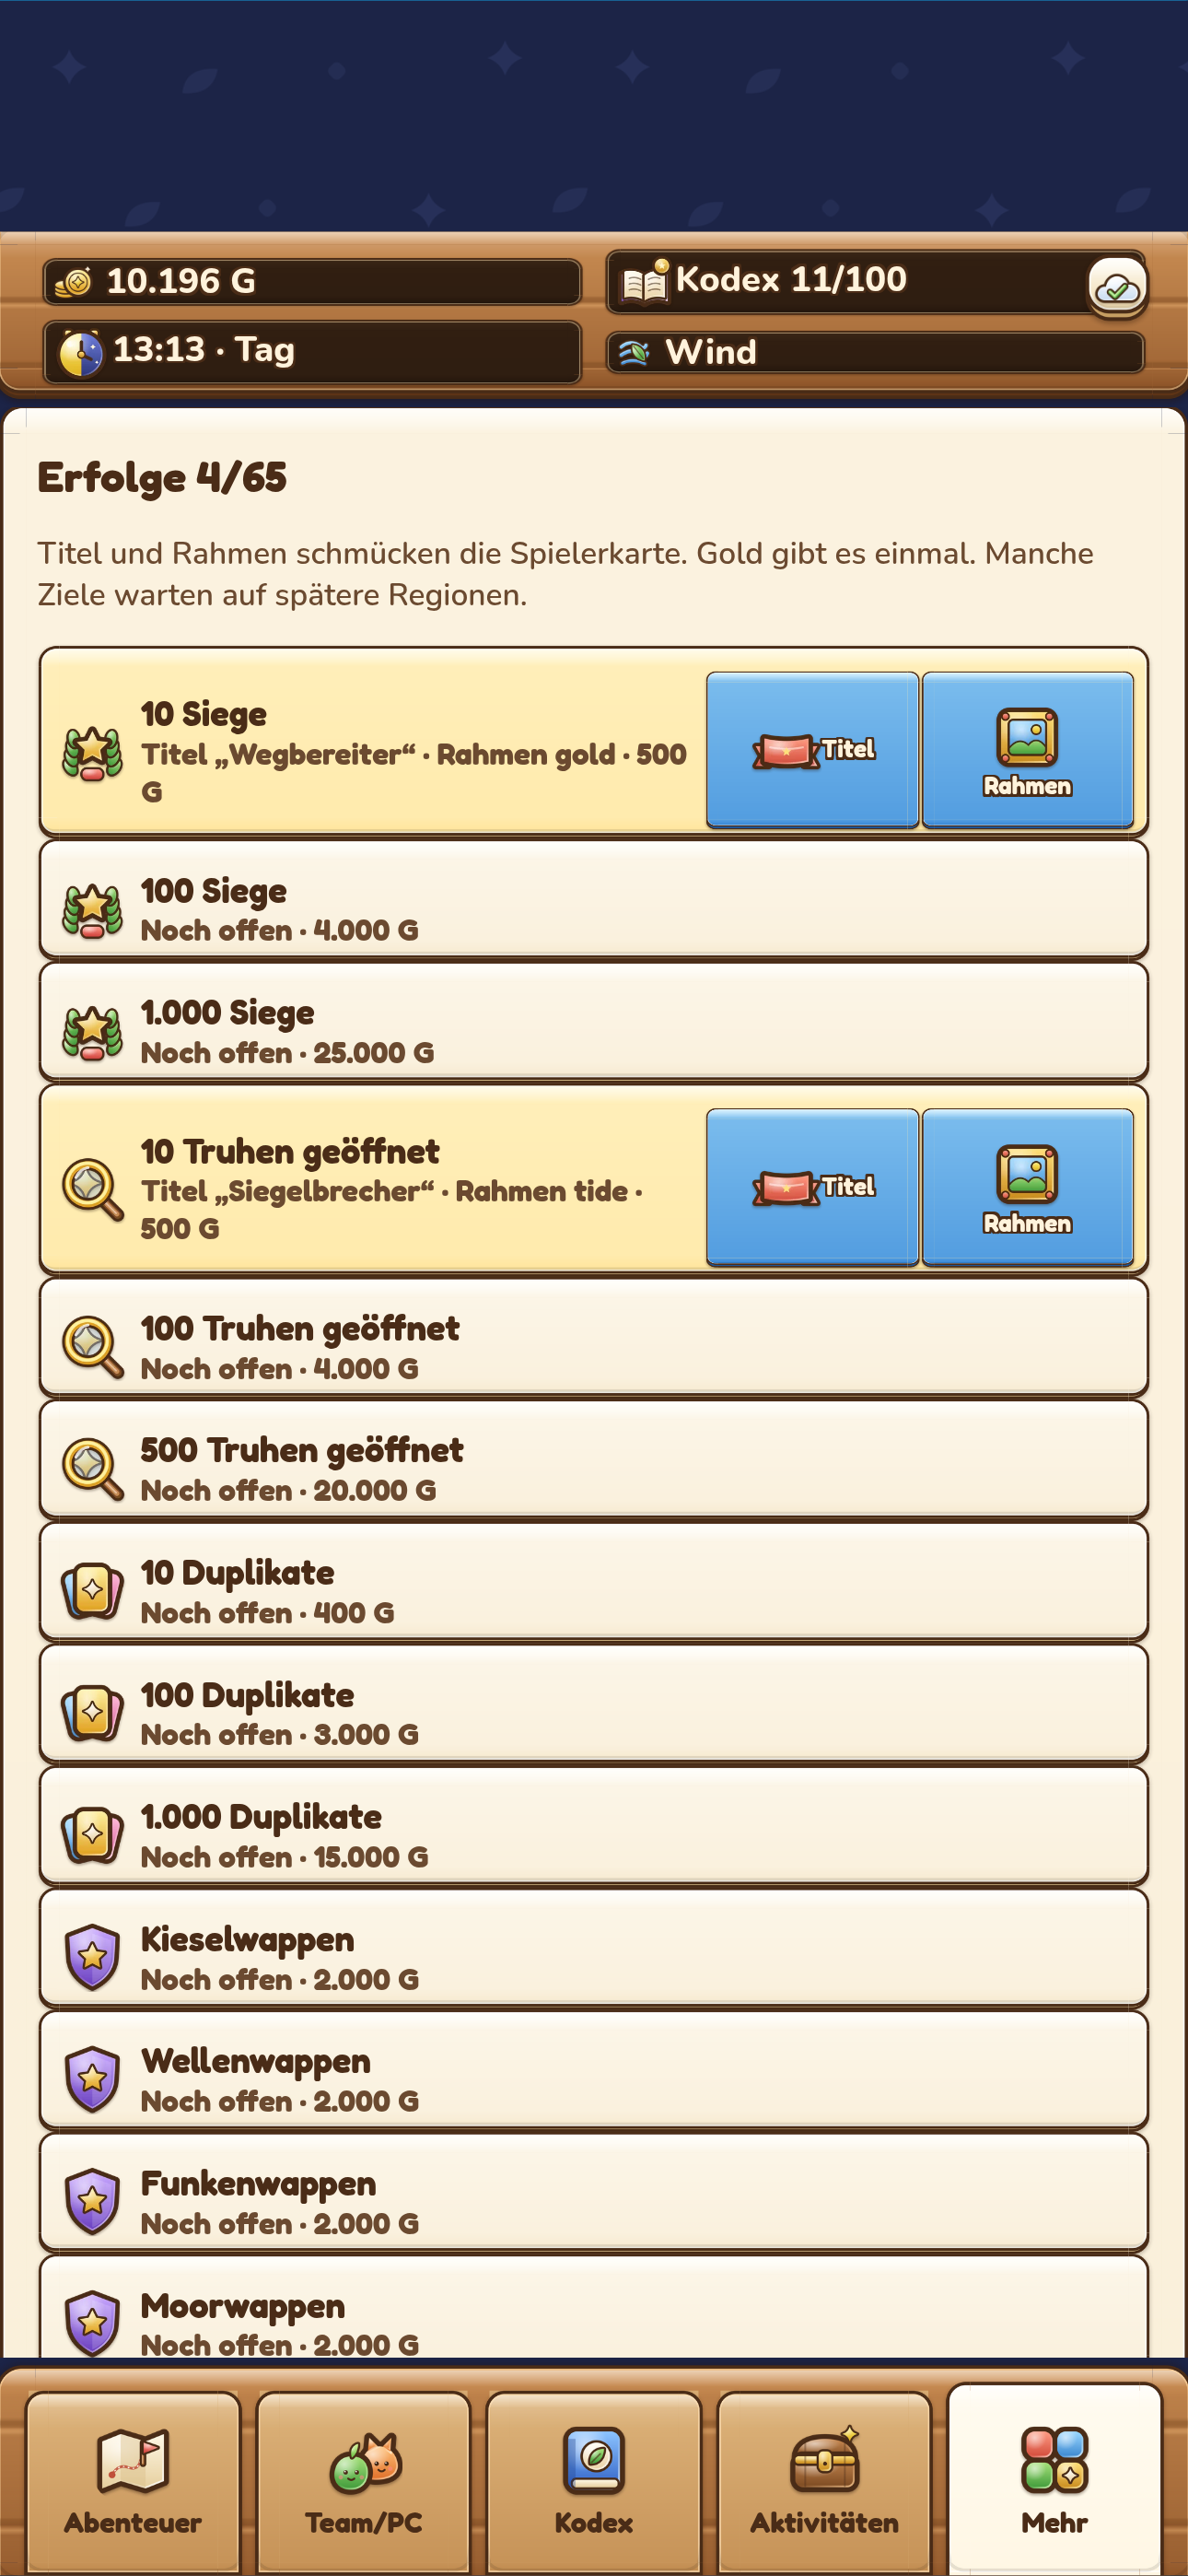 10.196 G
Kodex 11/100
13:13 · Tag
Wind
Erfolge 4/65
Titel und Rahmen schmücken die Spielerkarte. Gold gibt es einmal. Manche
Ziele warten auf spätere Regionen.
10 Siege
Titel „Wegbereiter“ · Rahmen gold · 500
G
Titel
Rahmen
100 Siege
Noch offen · 4.000 G
1.000 Siege
Noch offen · 25.000 G
10 Truhen geöffnet
Titel „Siegelbrecher“ · Rahmen tide ·
500 G
Titel
Rahmen
100 Truhen geöffnet
Noch offen · 4.000 G
500 Truhen geöffnet
Noch offen · 20.000 G
10 Duplikate
Noch offen · 400 G
100 Duplikate
Noch offen · 3.000 G
1.000 Duplikate
Noch offen · 15.000 G
Kieselwappen
Noch offen · 2.000 G
Wellenwappen
Noch offen · 2.000 G
Funkenwappen
Noch offen · 2.000 G
Moorwappen
Noch offen · 2.000 G
Abenteuer
Team/PC
Kodex
Aktivitäten
Mehr